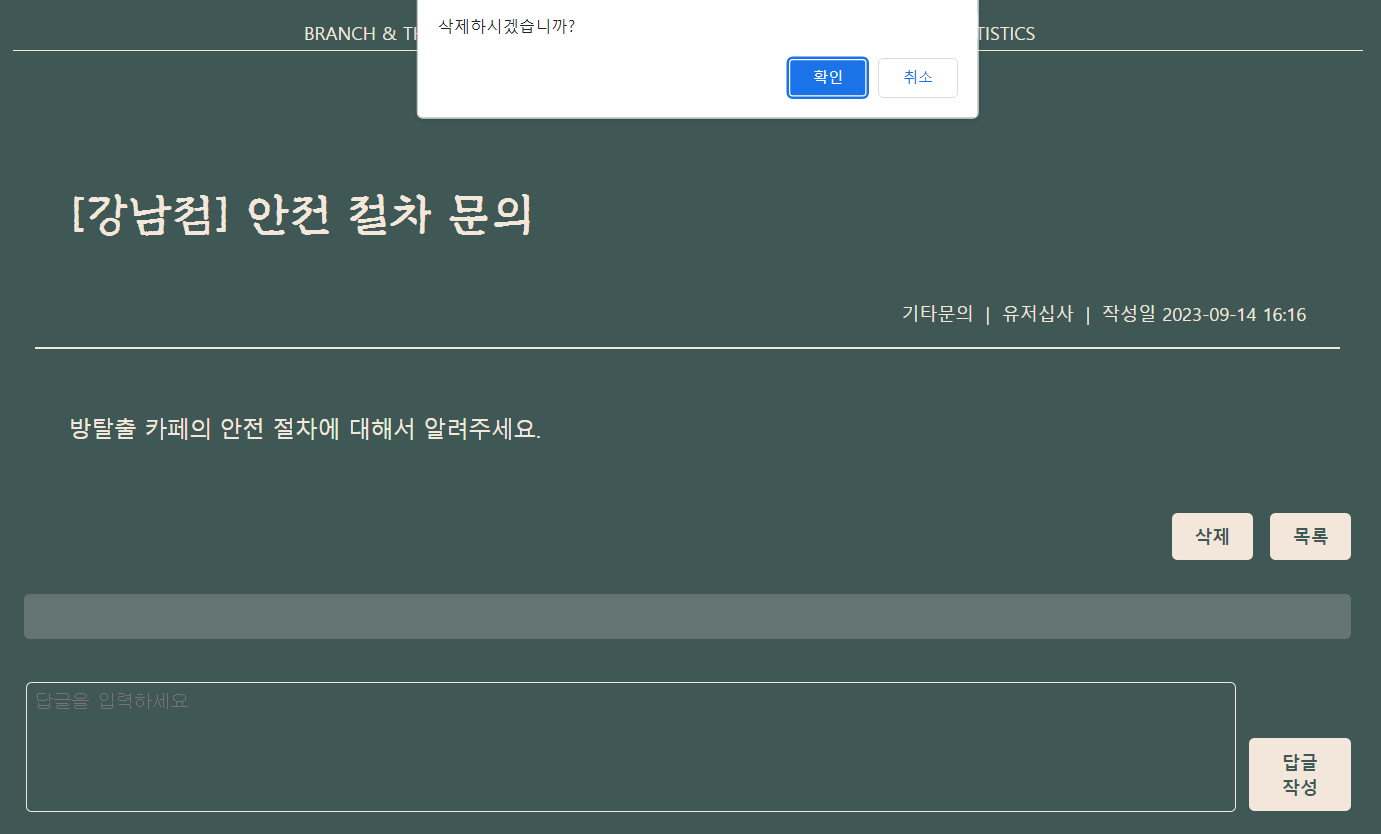 삭제하시겠습니까?
BRANCH &
확인 취소
[강남점] 안전 절차 문의
기타문의 | 유저십사 | 작성일 2023-09-14 16:16
방탈출 카페의 안전 절차에 대해서 알려주세요.
삭제 목록
답글을 입력하세요
답글
작성